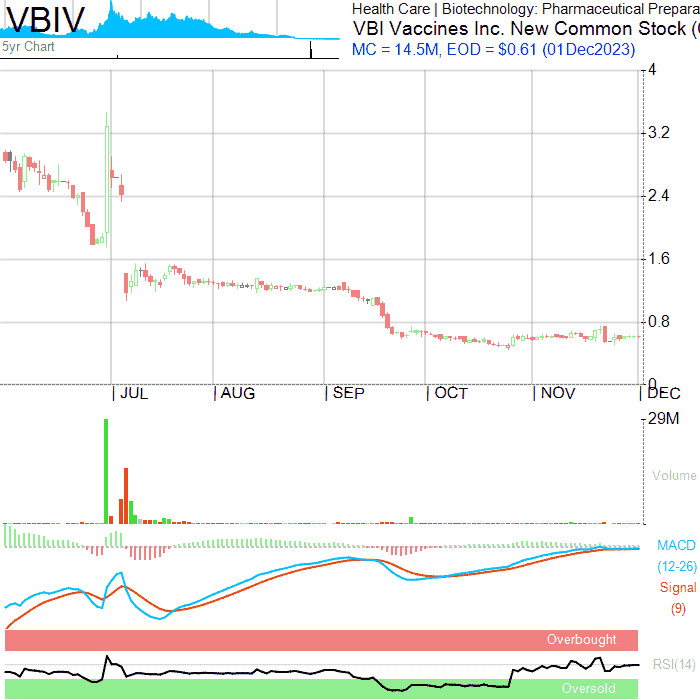 VBIV
5yr Chart
Health Care | Biotechnology: Pharmaceutical Prepara
VBI Vaccines Inc. New Common Stock (
MC = 14.5M, EOD = $0.61 (01Dec2023)
4
3.2
2.4
1.6
0.8
0
JUL AUG SEP OCT NOV DEC
29M
Volume
MACD
(12-26)
Signal
(9)
Overbought
RSI(14)
Oversold